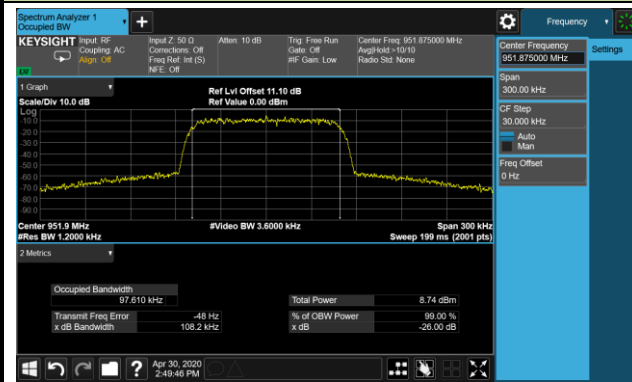 Spectrum Analyzer 1
Occupied BW
Frequency
KEYSIGHT
Input: RF
Coupling: AC
Align: Off
Input Z: 50 Ω
Corrections: Off
Freq Ref: Int (S)
NFE: Off
Atten: 10 dB
Trig: Free Run
Gate: Off
#IF Gain: Low
Center Freq: 951.875000 MHz
Avg|Hold:>10/10
Radio Std: None
Center Frequency
951.875000 MHz
Settings
Span
300.00 kHz
CF Step
30.000 kHz
Auto
Man
Freq Offset
0 Hz
1 Graph
Scale/Div 10.0 dB
Ref Lvl Offset 11.10 dB
Ref Value 0.00 dBm
Log
-10.0
-20.0
-30.0
-40.0
-50.0
-60.0
-70.0
-80.0
-90.0
Center 951.9 MHz
#Res BW 1.2000 kHz
#Video BW 3.6000 kHz
Span 300 kHz
Sweep 199 ms (2001 pts)
2 Metrics
Occupied Bandwidth
97.610 kHz
Total Power 8.74 dBm
Transmit Freq Error -48 Hz
% of OBW Power 99.00 %
x dB Bandwidth 108.2 kHz
x dB -26.00 dB
?
Apr 30, 2020
2:49:46 PM